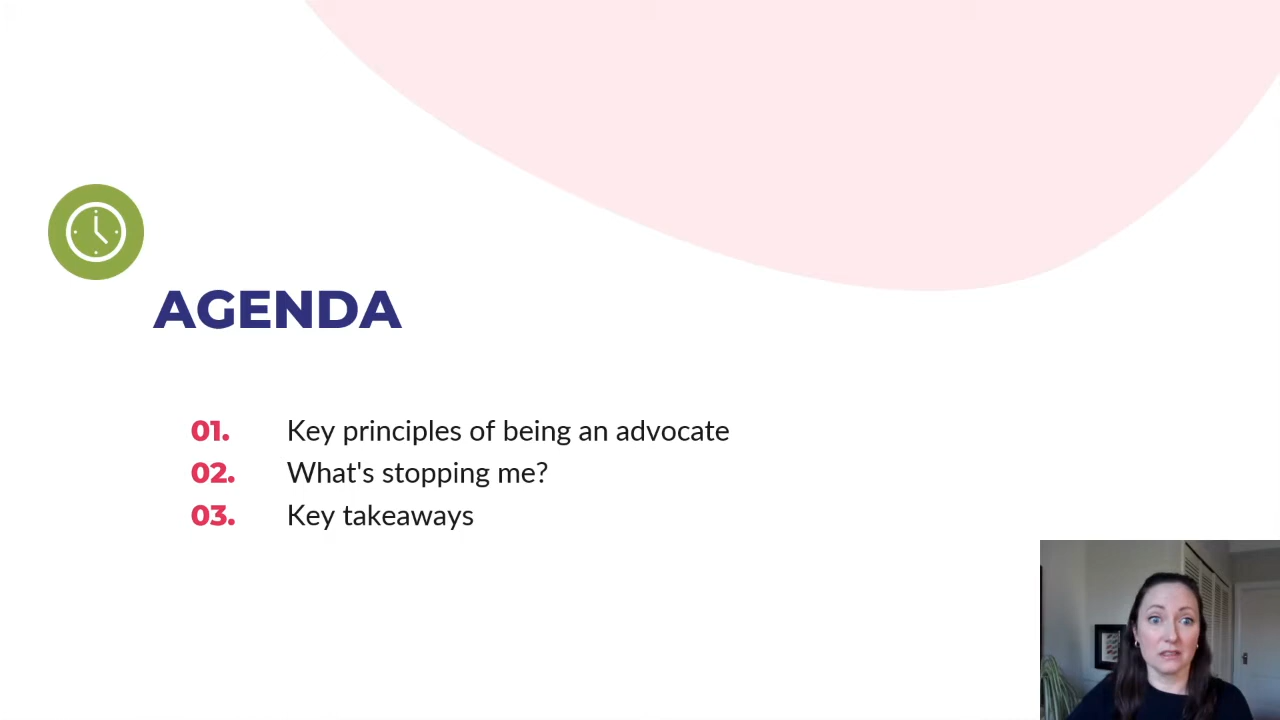 AGENDA
01. Key principles of being an advocate
02. What's stopping me?
03. Key takeaways